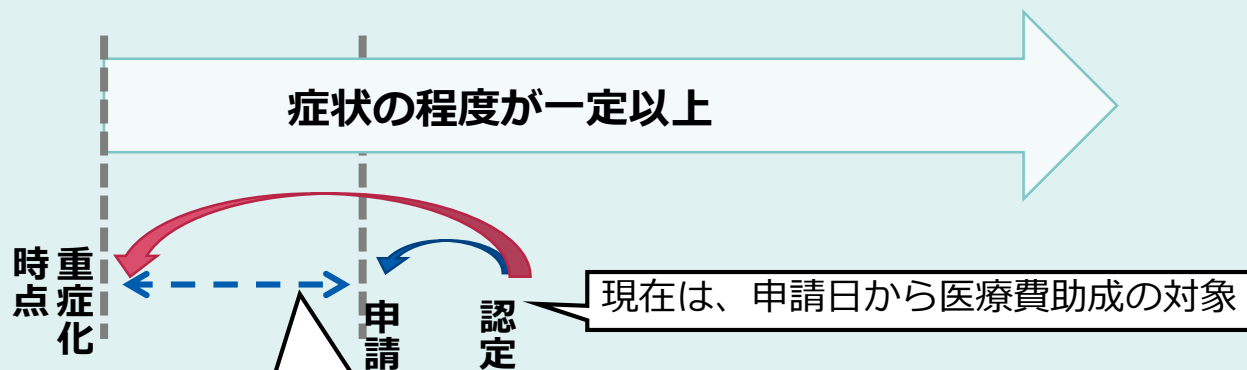 症状の程度が一定以上
重症化
時点
申請
認定
現在は、申請日から医療費助成の対象